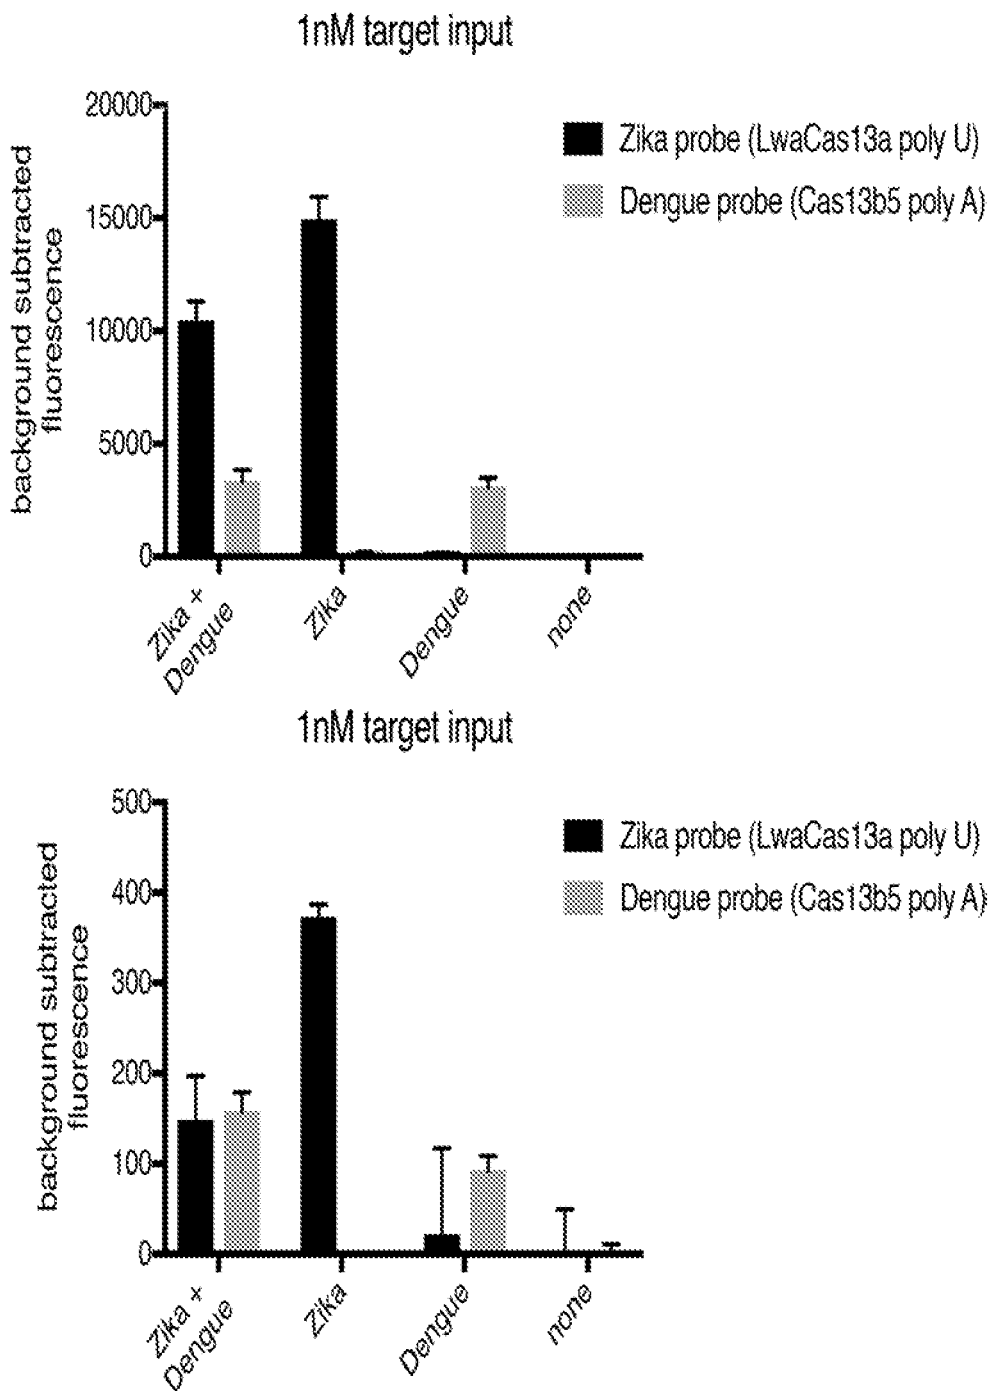 1nM target input
20000
15000
10000
5000
0
background subtracted
fluorescence
Zika probe (LwaCas13a poly U)
Dengue probe (Cas13b5 poly A)
Zika +
Dengue
Zika
Dengue
none
1nM target input
500
400
300
200
100
0
background subtracted
fluorescence
Zika probe (LwaCas13a poly U)
Dengue probe (Cas13b5 poly A)
Zika +
Dengue
Zika
Dengue
none